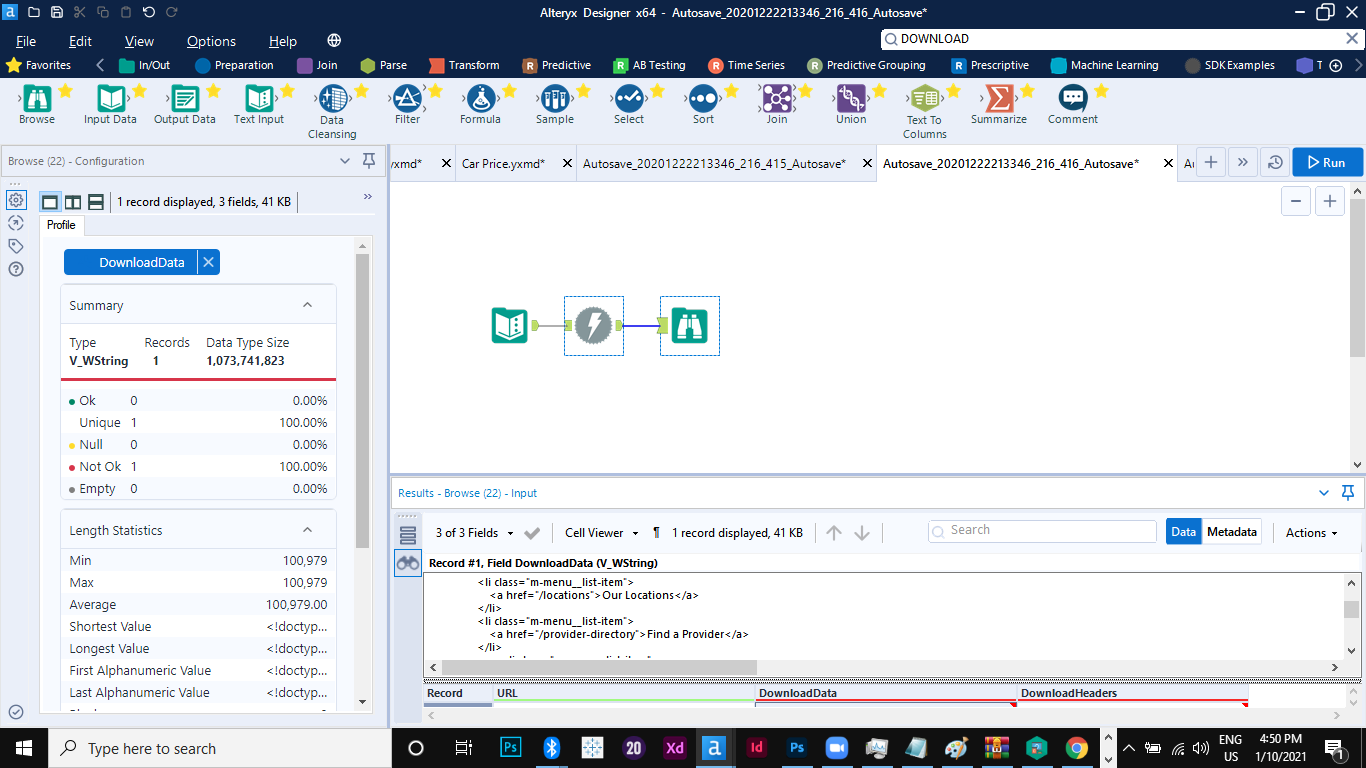 Alteryx Designer x64 - Autosave_20201222213346_216_416_Autosave*
File Edit View Options Help
DOWNLOAD
Favorites In/Out Preparation Join Parse Transform Predictive AB Testing Time Series Predictive Grouping Prescriptive Machine Learning SDK Examples T
Browse Input Data Output Data Text Input Data Cleansing Filter Formula Sample Select Sort Join Union Text To Columns Summarize Comment
Browse (22) - Configuration
yxmd* Car Price.yxmd* Autosave_20201222213346_216_415_Autosave* Autosave_20201222213346_216_416_Autosave* Run
1 record displayed, 3 fields, 41 KB
Profile
DownloadData
Summary
Type Records Data Type Size
V_WString 1 1,073,741,823
Ok 0 0.00%
Unique 1 100.00%
Null 0 0.00%
Not Ok 1 100.00%
Empty 0 0.00%
Length Statistics
Min 100,979
Max 100,979
Average 100,979.00
Shortest Value <!doctyp...
Longest Value <!doctyp...
First Alphanumeric Value <!doctyp...
Last Alphanumeric Value <!doctyp...
Results - Browse (22) - Input
3 of 3 Fields Cell Viewer ¶ 1 record displayed, 41 KB Search Data Metadata Actions
Record #1, Field DownloadData (V_WString)
<li class="m-menu__list-item">
<a href="/locations">Our Locations</a>
</li>
<li class="m-menu__list-item">
<a href="/provider-directory">Find a Provider</a>
</li>
Record URL DownloadData DownloadHeaders
Type here to search
Ps 20 Xd a Id Ps
ENG US
4:50 PM
1/10/2021
1